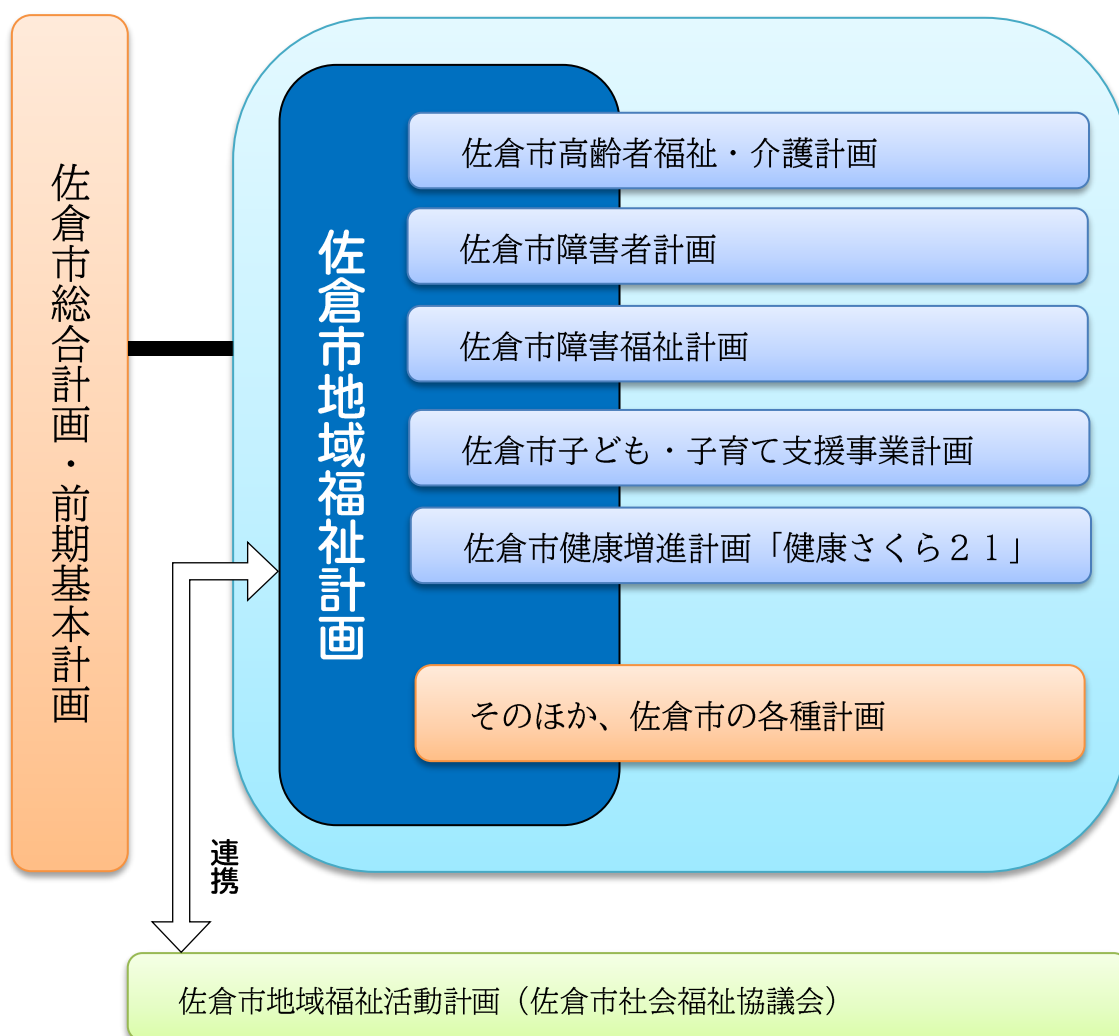 佐倉市総合計画・前期基本計画
佐倉市地域福祉計画
佐倉市高齢者福祉・介護計画
佐倉市障害者計画
佐倉市障害福祉計画
佐倉市子ども・子育て支援事業計画
佐倉市健康増進計画「健康さくら２１」
そのほか、佐倉市の各種計画
連携
佐倉市地域福祉活動計画（佐倉市社会福祉協議会）